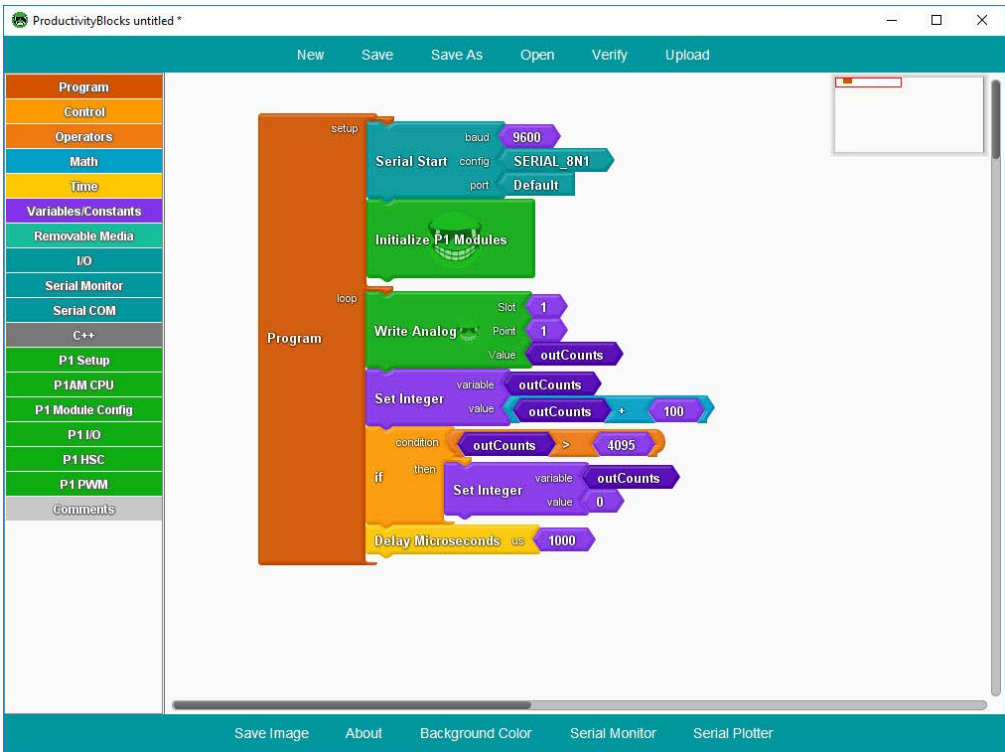 ProductivityBlocks untitled *
New Save Save As Open Verify Upload
Program
Control
Operators
Math
Time
Variables/Constants
Removable Media
I/O
Serial Monitor
Serial COM
C++
P1 Setup
P1AM CPU
P1 Module Config
P1 I/O
P1 HSC
P1 PWM
Comments
Program
setup
Serial Start
baud 9600
config SERIAL_8N1
port Default
Initialize P1 Modules
loop
Write Analog
Slot 1
Point 1
Value outCounts
Set Integer
variable outCounts
value outCounts + 100
if
condition outCounts > 4095
then
Set Integer
variable outCounts
value 0
Delay Microseconds us 1000
Save Image About Background Color Serial Monitor Serial Plotter